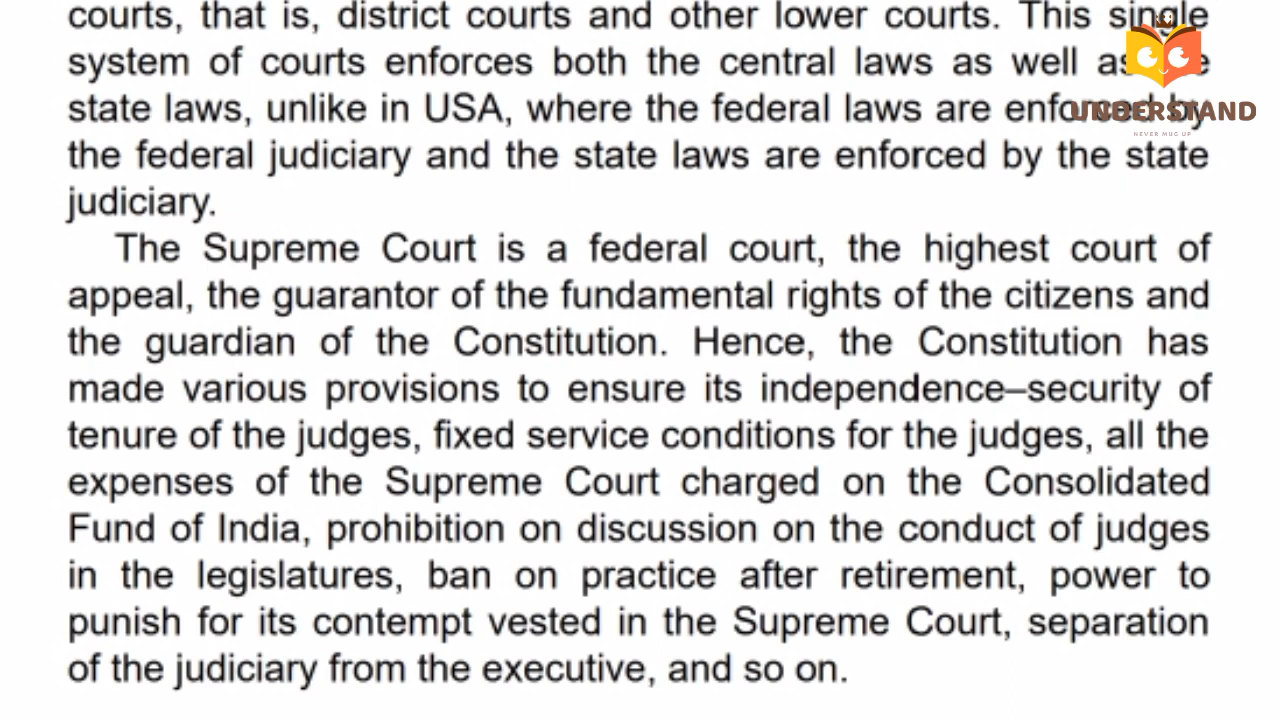 courts, that is, district courts and other lower courts. This single
system of courts enforces both the central laws as well as
state laws, unlike in USA, where the federal laws are enforced by
the federal judiciary and the state laws are enforced by the state
judiciary.
The Supreme Court is a federal court, the highest court of
appeal, the guarantor of the fundamental rights of the citizens and
the guardian of the Constitution. Hence, the Constitution has
made various provisions to ensure its independence–security of
tenure of the judges, fixed service conditions for the judges, all the
expenses of the Supreme Court charged on the Consolidated
Fund of India, prohibition on discussion on the conduct of judges
in the legislatures, ban on practice after retirement, power to
punish for its contempt vested in the Supreme Court, separation
of the judiciary from the executive, and so on.
UNDERSTAND
NEVER MUG UP